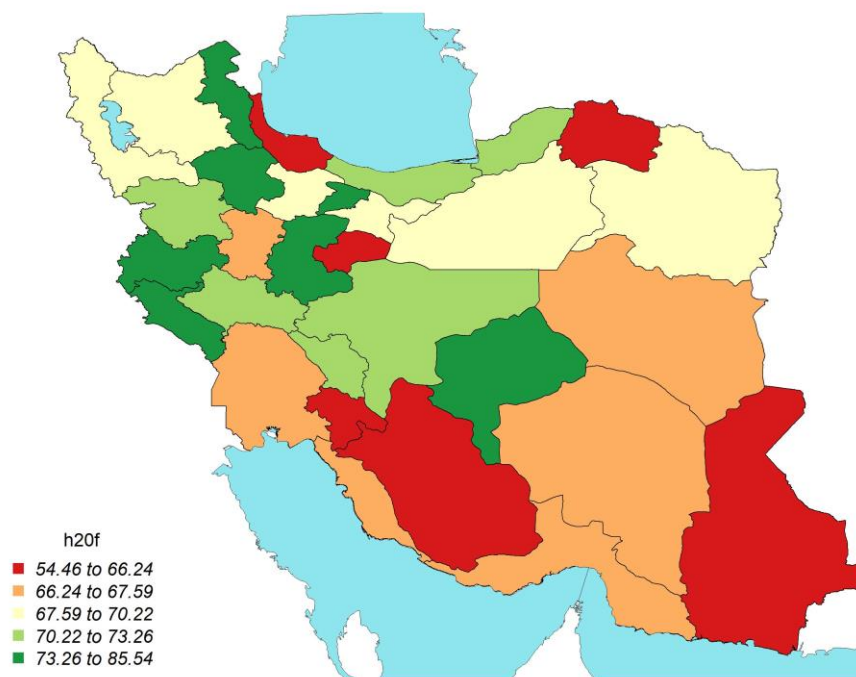 h20f
54.46 to 66.24
66.24 to 67.59
67.59 to 70.22
70.22 to 73.26
73.26 to 85.54